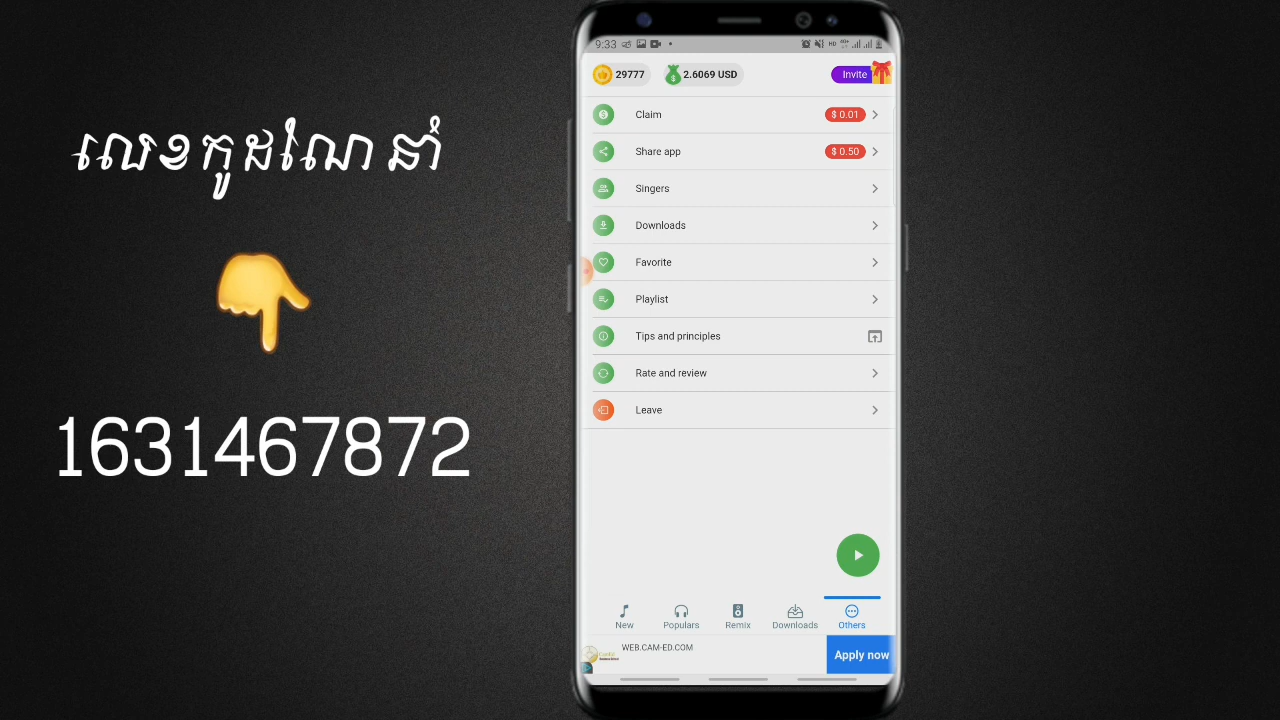 លេខកូដណែនាំ
1631467872
9:33
29777
2.6069 USD
Invite
Claim
$ 0.01
Share app
$ 0.50
Singers
Downloads
Favorite
Playlist
Tips and principles
Rate and review
Leave
New
Populars
Remix
Downloads
Others
WEB.CAM-ED.COM
Apply now